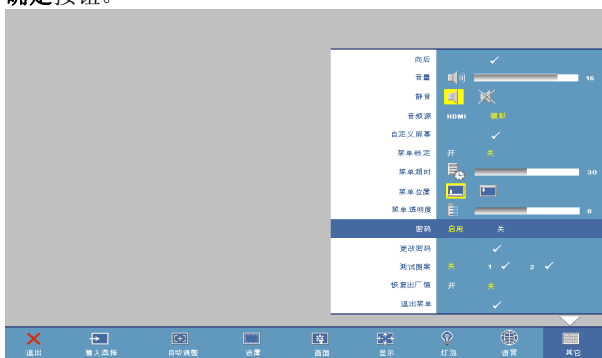 确定按钮。
向后
音量 16
静音
音频源 HDMI 模拟
自定义屏幕
菜单锁定 开 关
菜单超时 30
菜单位置
菜单透明度 8
密码 启用 关
更改密码
测试图案 关 1 2
恢复出厂值 开 关
退出菜单
退出 输入选择 自动调整 设置 画面 显示 灯泡 语言 其它